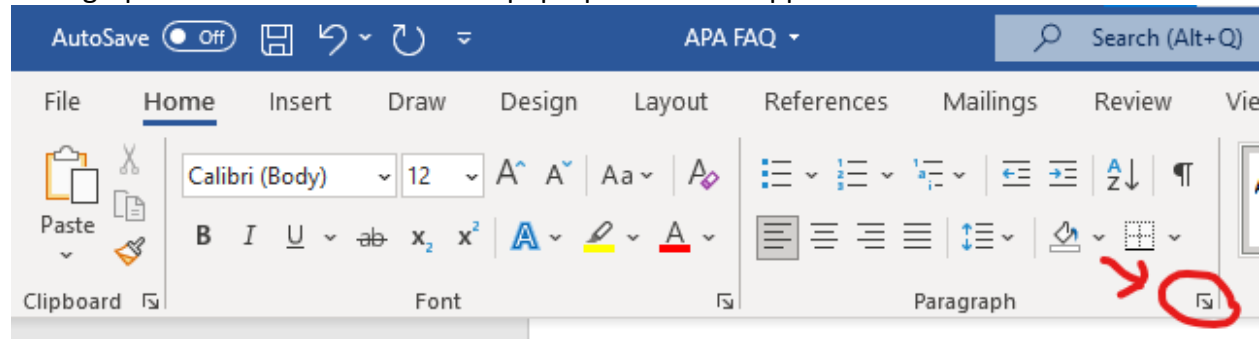 AutoSave Off APA FAQ Search (Alt+Q)
File Home Insert Draw Design Layout References Mailings Review Vie
Calibri (Body) 12 A A Aa A
Paste B I U ab x2 x2 A A
Clipboard Font Paragraph